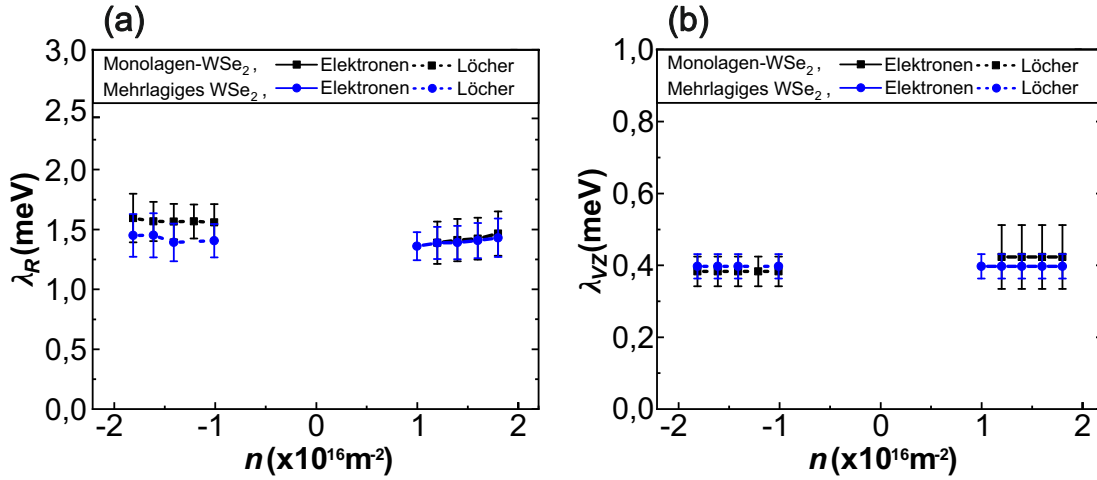 (a)
3,0
Monolagen-WSe₂, Elektronen Löcher
Mehrlagiges WSe₂, Elektronen Löcher
2,5
2,0
1,5
1,0
0,5
0,0
λR (meV)
-2 -1 0 1 2
n (x10¹⁶m⁻²)
(b)
1,0
Monolagen-WSe₂, Elektronen Löcher
Mehrlagiges WSe₂, Elektronen Löcher
0,8
0,6
0,4
0,2
0,0
λVZ (meV)
-2 -1 0 1 2
n (x10¹⁶m⁻²)